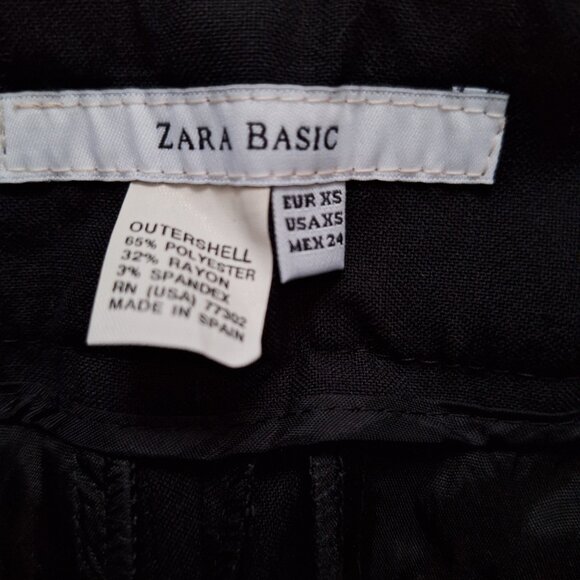 ZARA BASIC
EUR XS
USA XS
MEX 24
OUTERSHELL
65% POLYESTER
32% RAYON
3% SPANDEX
RN (USA) 77302
MADE IN SPAIN